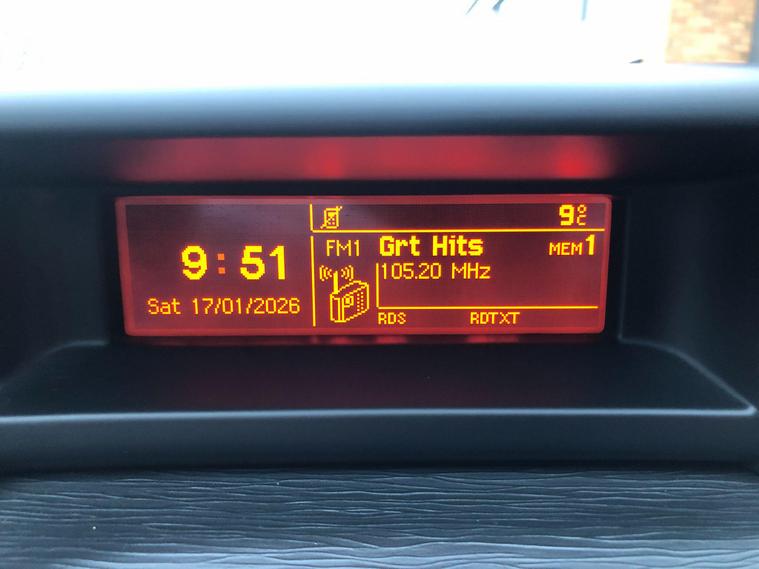 9:51
Sat 17/01/2026
9°C
FM1 Grt Hits MEM1
105.20 MHz
RDS RDTXT